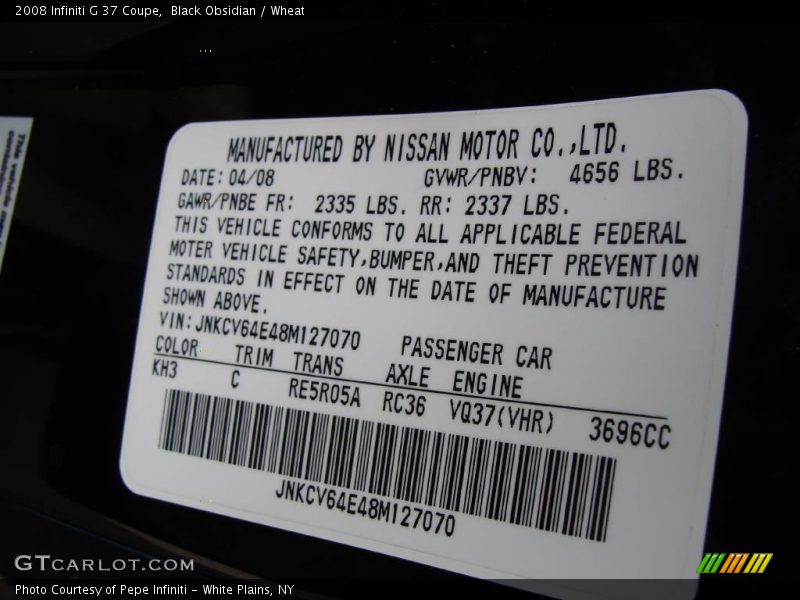 2008 Infiniti G 37 Coupe,  Black Obsidian / Wheat
MANUFACTURED BY NISSAN MOTOR CO.,LTD.
DATE: 04/08 GVWR/PNBV: 4656 LBS.
GAWR/PNBE FR: 2335 LBS. RR: 2337 LBS.
THIS VEHICLE CONFORMS TO ALL APPLICABLE FEDERAL
MOTER VEHICLE SAFETY,BUMPER,AND THEFT PREVENTION
STANDARDS IN EFFECT ON THE DATE OF MANUFACTURE
SHOWN ABOVE.
VIN: JNKCV64E48M127070 PASSENGER CAR
COLOR TRIM TRANS AXLE ENGINE
KH3 C RE5R05A RC36 VQ37(VHR) 3696CC
JNKCV64E48M127070
GTCARLOT.COM
Photo Courtesy of Pepe Infiniti - White Plains, NY